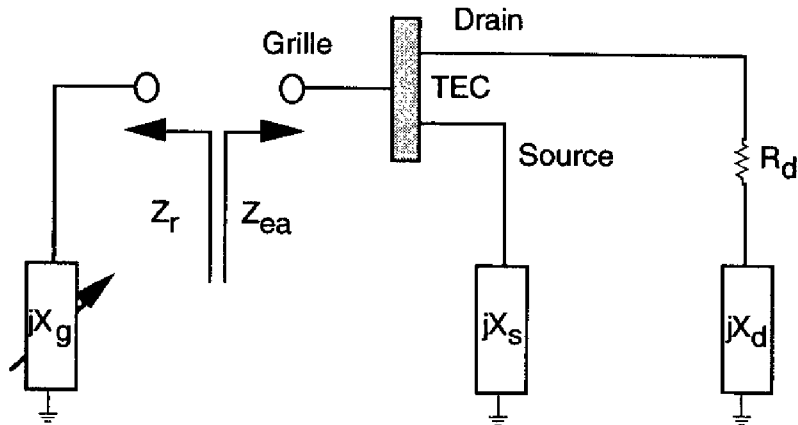 Grille
Drain
TEC
Source
R_d
Z_r
Z_ea
jX_g
jX_s
jX_d